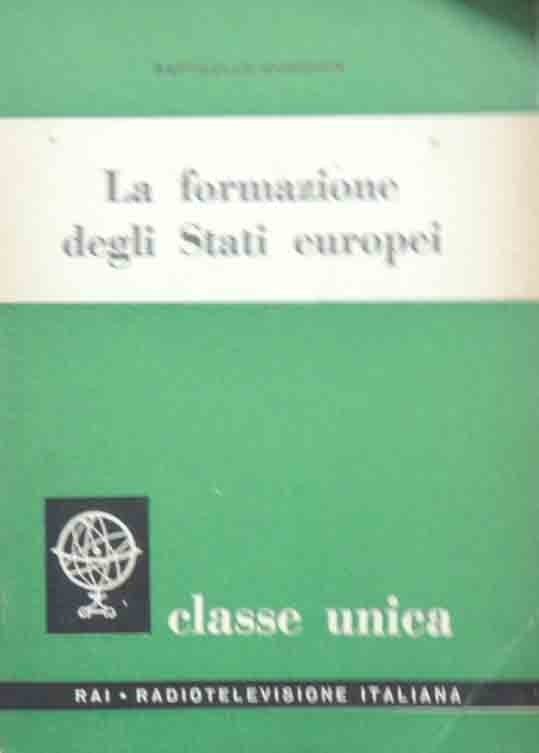 La formazione
degli Stati europei
classe unica
RAI • RADIOTELEVISIONE ITALIANA